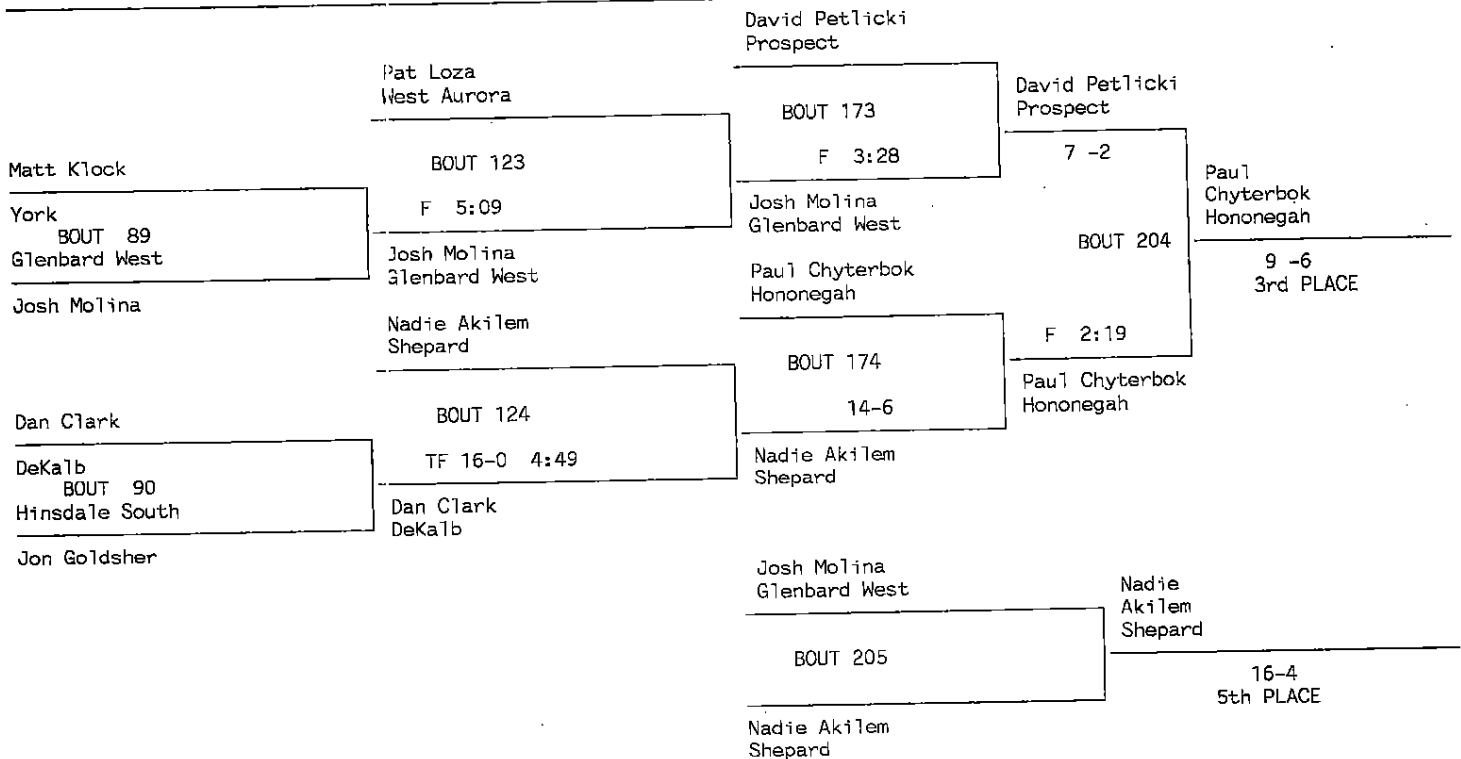 David Petlicki
Prospect
Pat Loza
West Aurora
David Petlicki
Prospect
BOUT 173
BOUT 123
F 3:28
7 -2
Matt Klock
Paul
Chyterbok
Hononegah
York
BOUT 89
Glenbard West
F 5:09
Josh Molina
Glenbard West
BOUT 204
Josh Molina
Josh Molina
Glenbard West
Paul Chyterbok
Hononegah
9 -6
3rd PLACE
Nadie Akilem
Shepard
F 2:19
BOUT 174
Paul Chyterbok
Hononegah
Dan Clark
BOUT 124
14-6
DeKalb
BOUT 90
Hinsdale South
TF 16-0 4:49
Nadie Akilem
Shepard
Dan Clark
DeKalb
Jon Goldsher
Josh Molina
Glenbard West
Nadie
Akilem
Shepard
BOUT 205
16-4
5th PLACE
Nadie Akilem
Shepard